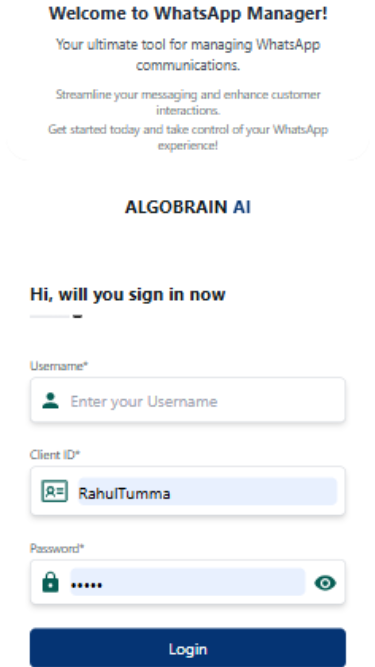 Welcome to WhatsApp Manager!
Your ultimate tool for managing WhatsApp
communications.
Streamline your messaging and enhance customer
interactions.
Get started today and take control of your WhatsApp
experience!
ALGOBRAIN AI
Hi, will you sign in now
Username*
Enter your Username
Client ID*
RahulTumma
Password*
•••••
Login